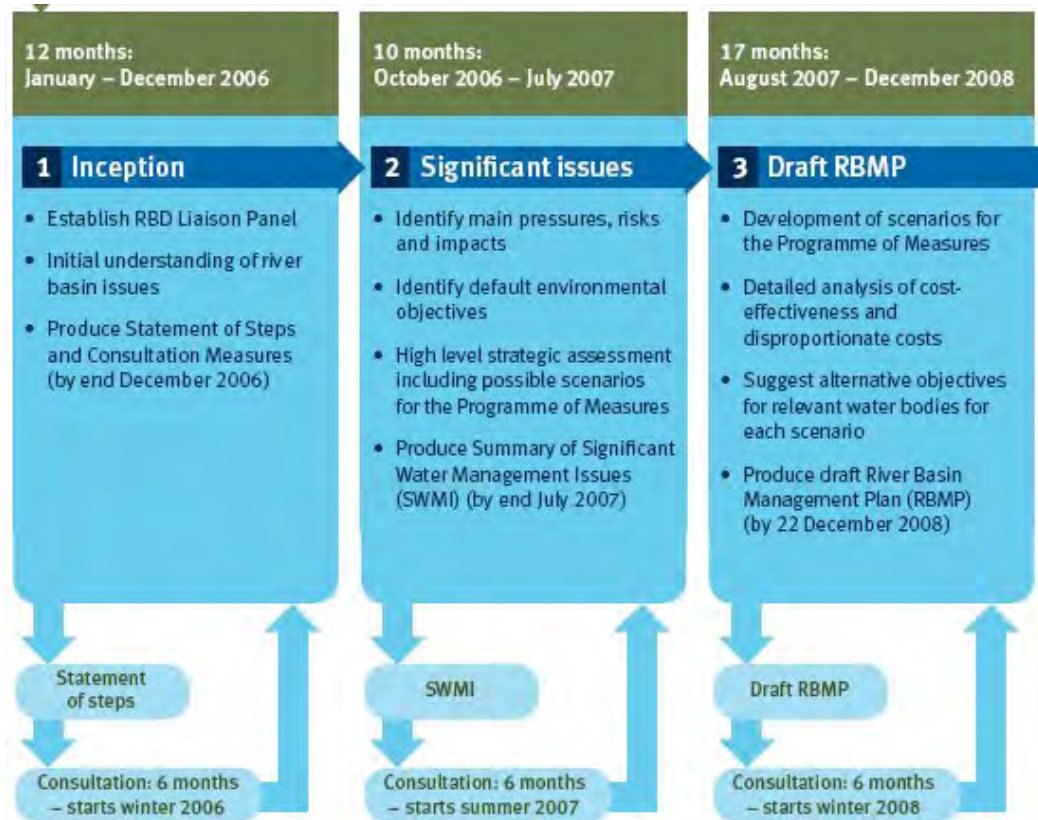 12 months:
January – December 2006
1 Inception
• Establish RBD Liaison Panel
• Initial understanding of river
basin issues
• Produce Statement of Steps
and Consultation Measures
(by end December 2006)
Statement
of steps
Consultation: 6 months
– starts winter 2006
10 months:
October 2006 – July 2007
2 Significant issues
• Identify main pressures, risks
and impacts
• Identify default environmental
objectives
• High level strategic assessment
including possible scenarios
for the Programme of Measures
• Produce Summary of Significant
Water Management Issues
(SWMI) (by end July 2007)
SWMI
Consultation: 6 months
– starts summer 2007
17 months:
August 2007 – December 2008
3 Draft RBMP
• Development of scenarios for
the Programme of Measures
• Detailed analysis of cost-
effectiveness and
disproportionate costs
• Suggest alternative objectives
for relevant water bodies for
each scenario
• Produce draft River Basin
Management Plan (RBMP)
(by 22 December 2008)
Draft RBMP
Consultation: 6 months
– starts winter 2008